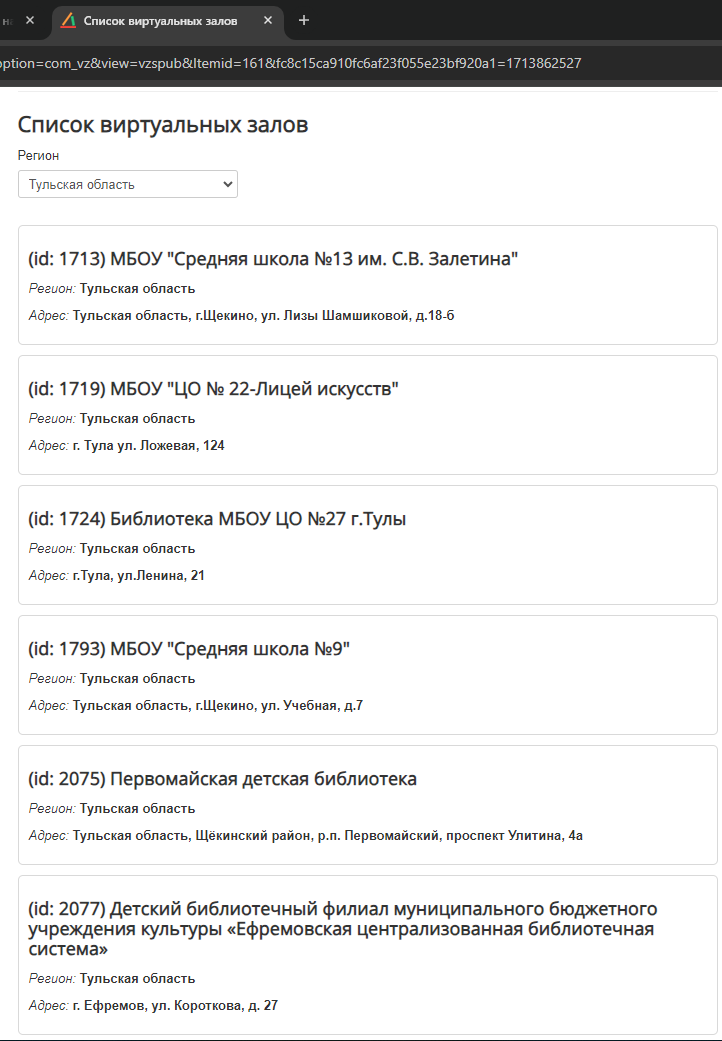 Список виртуальных залов
option=com_vz&view=vzspub&Itemid=161&fc8c15ca910fc6af23f055e23bf920a1=1713862527
Список виртуальных залов
Регион
Тульская область
(id: 1713) МБОУ "Средняя школа №13 им. С.В. Залетина"
Регион: Тульская область
Адрес: Тульская область, г.Щекино, ул. Лизы Шамшиковой, д.18-б
(id: 1719) МБОУ "ЦО № 22-Лицей искусств"
Регион: Тульская область
Адрес: г. Тула ул. Ложевая, 124
(id: 1724) Библиотека МБОУ ЦО №27 г.Тулы
Регион: Тульская область
Адрес: г.Тула, ул.Ленина, 21
(id: 1793) МБОУ "Средняя школа №9"
Регион: Тульская область
Адрес: Тульская область, г.Щекино, ул. Учебная, д.7
(id: 2075) Первомайская детская библиотека
Регион: Тульская область
Адрес: Тульская область, Щёкинский район, р.п. Первомайский, проспект Улитина, 4а
(id: 2077) Детский библиотечный филиал муниципального бюджетного
учреждения культуры «Ефремовская централизованная библиотечная
система»
Регион: Тульская область
Адрес: г. Ефремов, ул. Короткова, д. 27